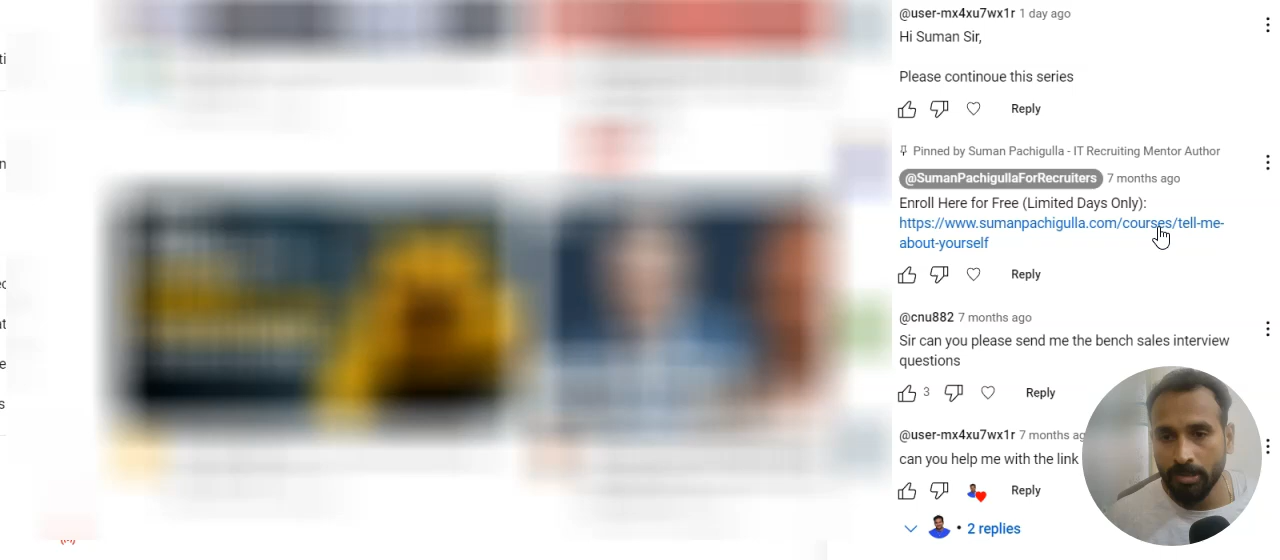 @user-mx4xu7wx1r 1 day ago
Hi Suman Sir,
Please continoue this series
Reply
Pinned by Suman Pachigulla - IT Recruiting Mentor Author
@SumanPachigullaForRecruiters 7 months ago
Enroll Here for Free (Limited Days Only):
https://www.sumanpachigulla.com/courses/tell-me-
about-yourself
Reply
@cnu882 7 months ago
Sir can you please send me the bench sales interview
questions
3 Reply
@user-mx4xu7wx1r 7 months
can you help me with the link
Reply
• 2 replies